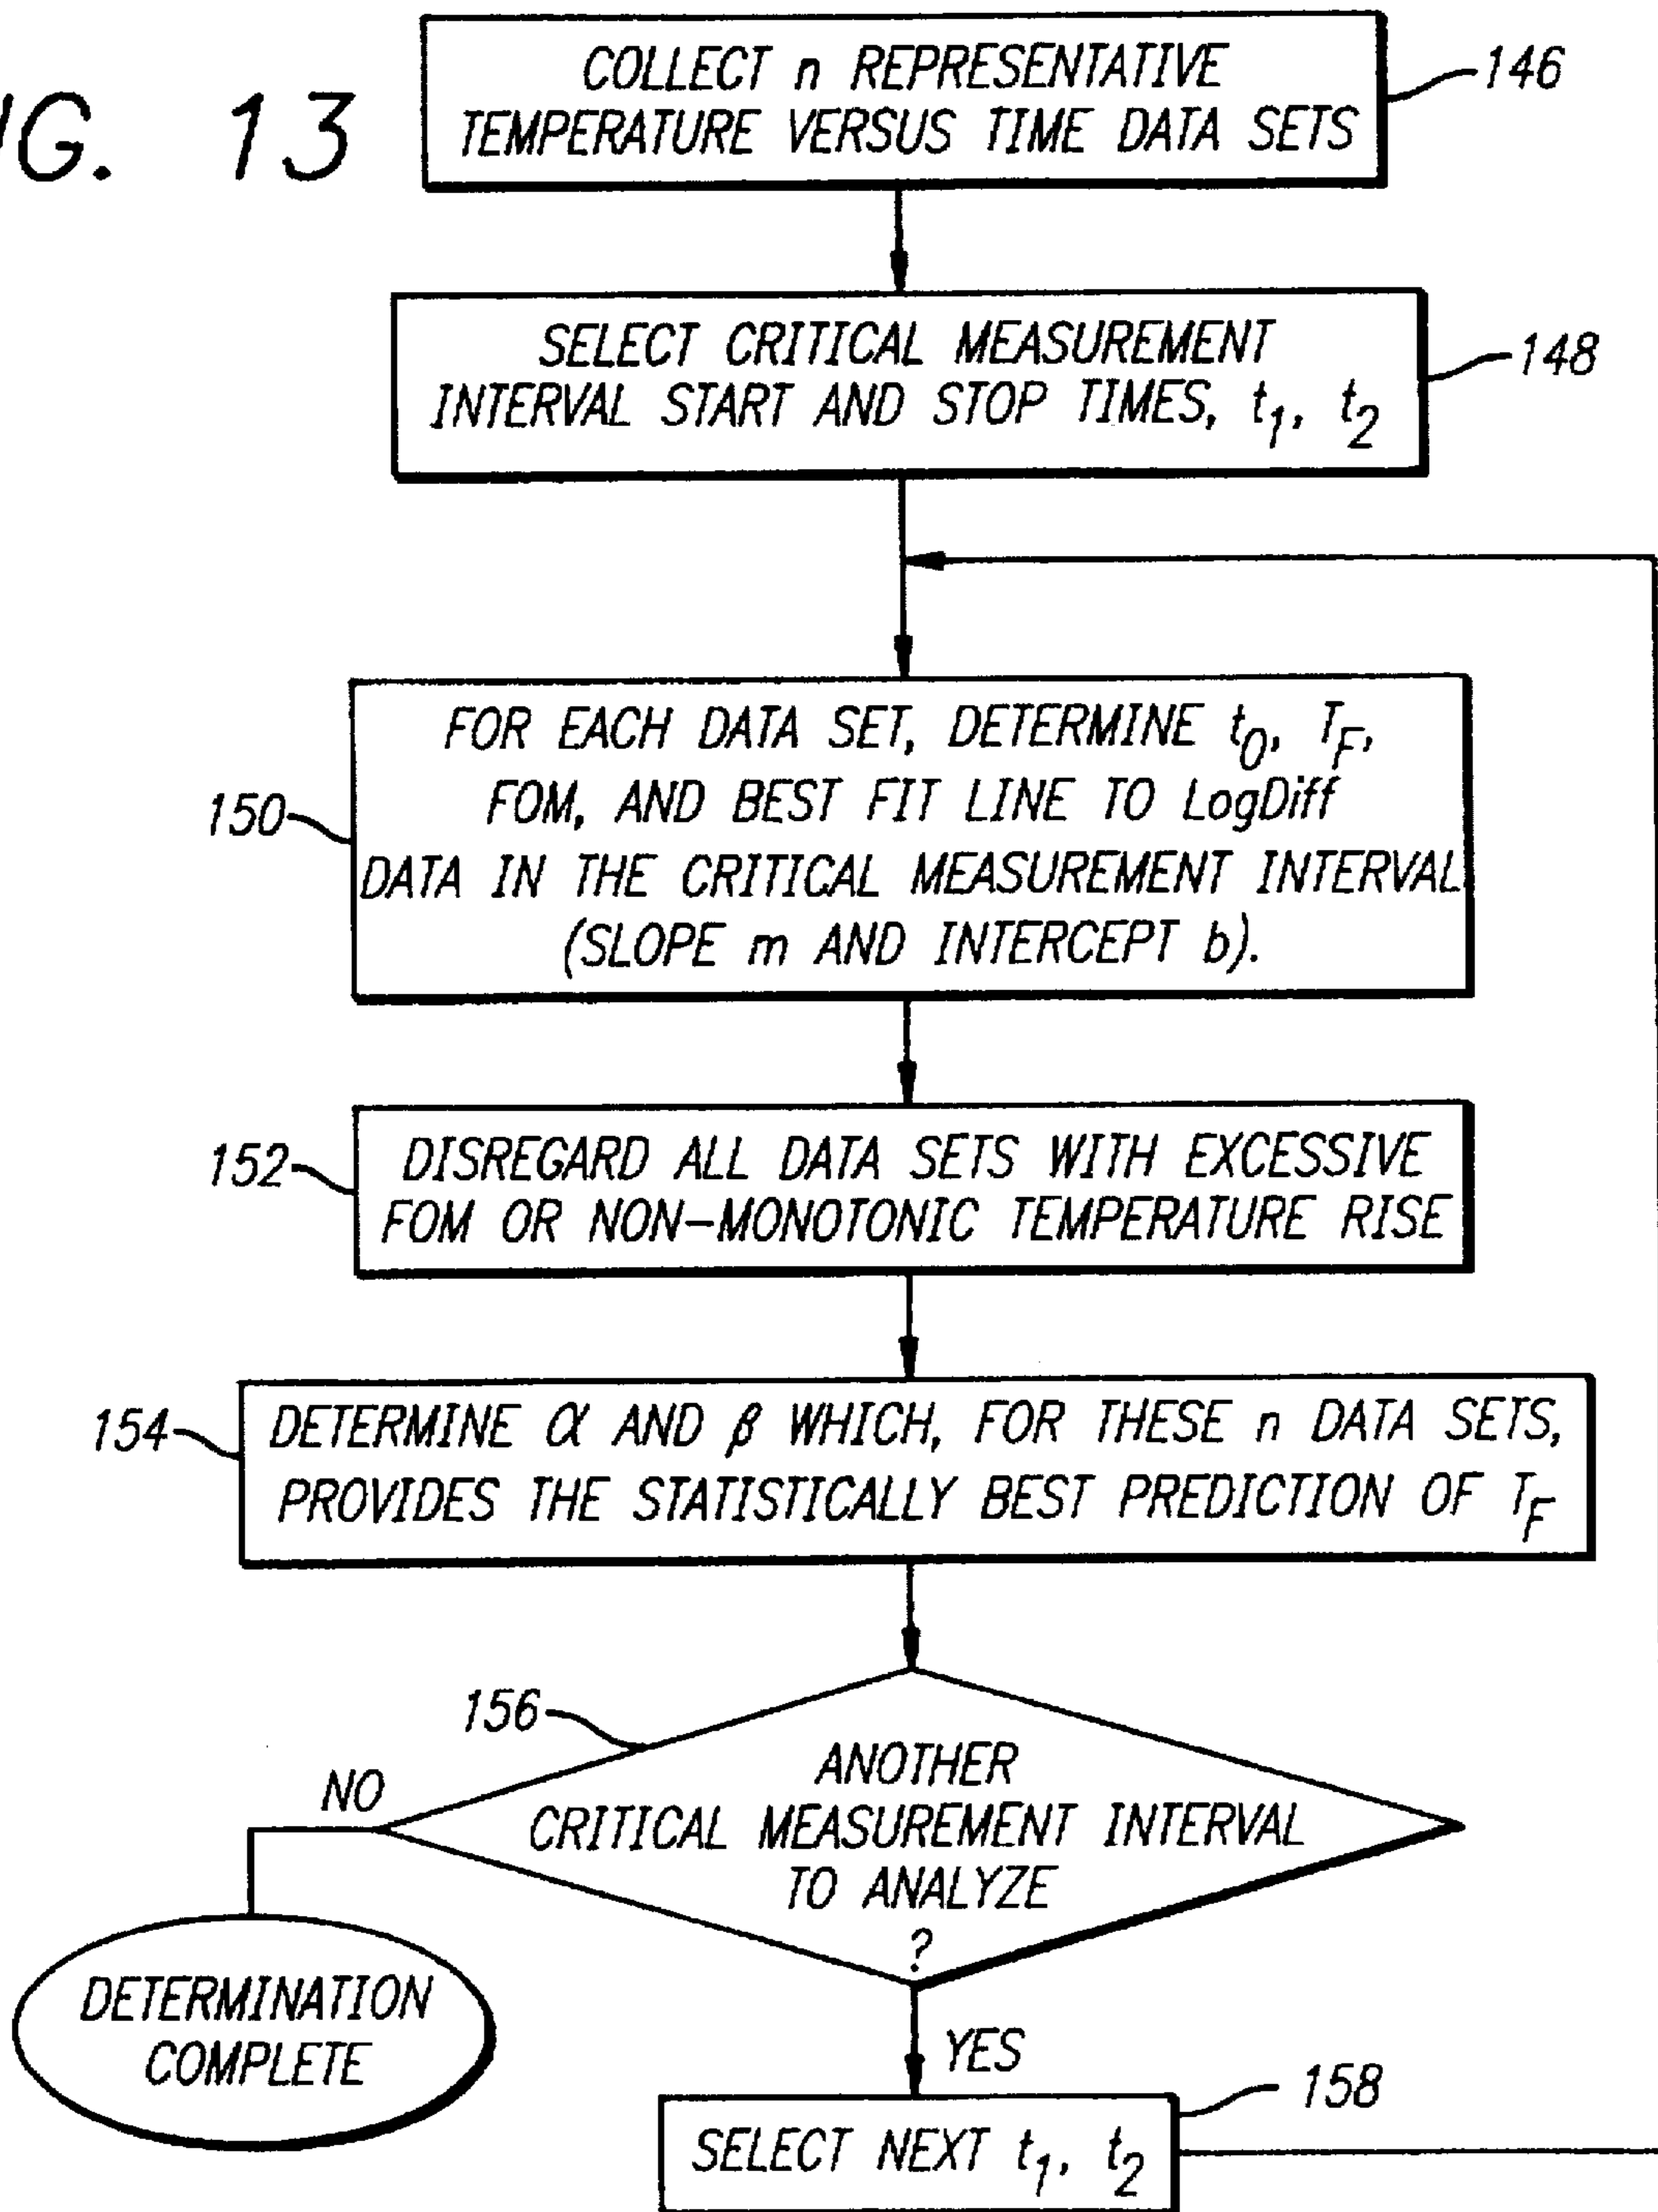 G. 13
COLLECT n REPRESENTATIVE
TEMPERATURE VERSUS TIME DATA SETS
146
SELECT CRITICAL MEASUREMENT
INTERVAL START AND STOP TIMES, t1, t2
148
FOR EACH DATA SET, DETERMINE t0, TF,
FOM, AND BEST FIT LINE TO LogDiff
DATA IN THE CRITICAL MEASUREMENT INTERVAL
(SLOPE m AND INTERCEPT b).
150
DISREGARD ALL DATA SETS WITH EXCESSIVE
FOM OR NON-MONOTONIC TEMPERATURE RISE
152
DETERMINE α AND β WHICH, FOR THESE n DATA SETS,
PROVIDES THE STATISTICALLY BEST PREDICTION OF TF
154
156
ANOTHER
CRITICAL MEASUREMENT INTERVAL
TO ANALYZE
?
NO
DETERMINATION
COMPLETE
YES
SELECT NEXT t1, t2
158